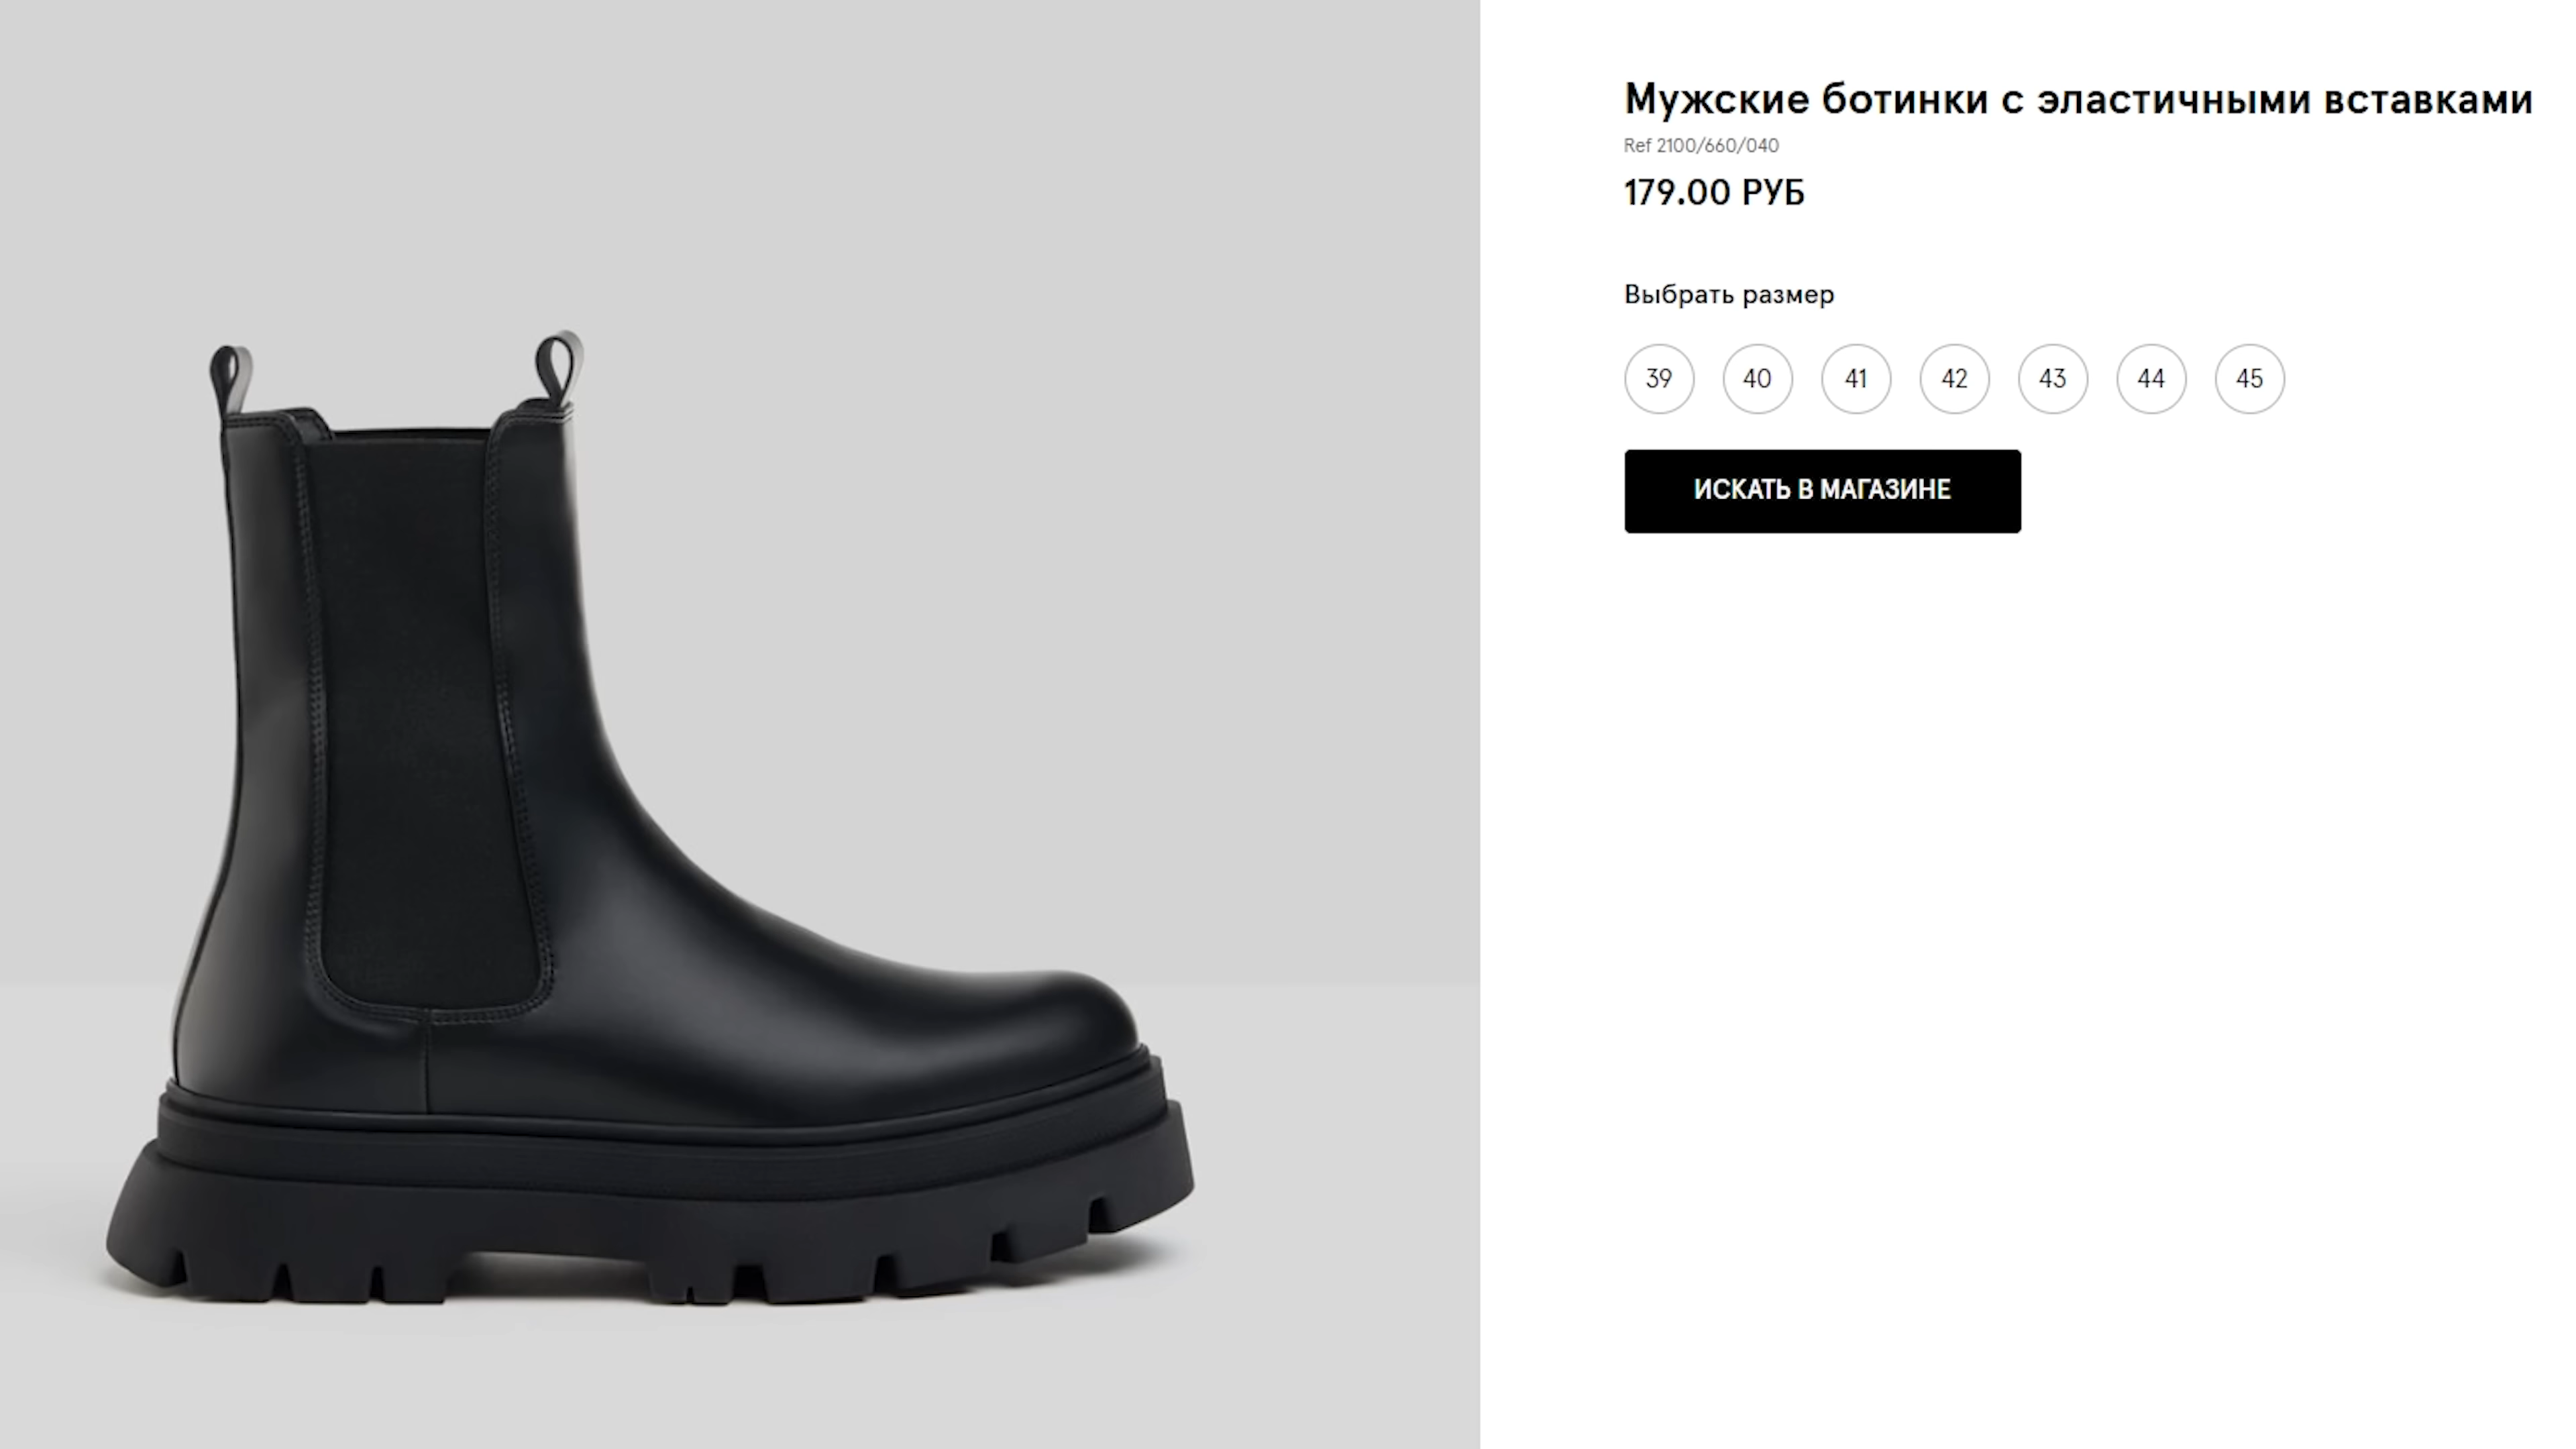 Мужские ботинки с эластичными вставками
Ref 2100/660/040
179.00 РУБ
Выбрать размер
39 40 41 42 43 44 45
ИСКАТЬ В МАГАЗИНЕ